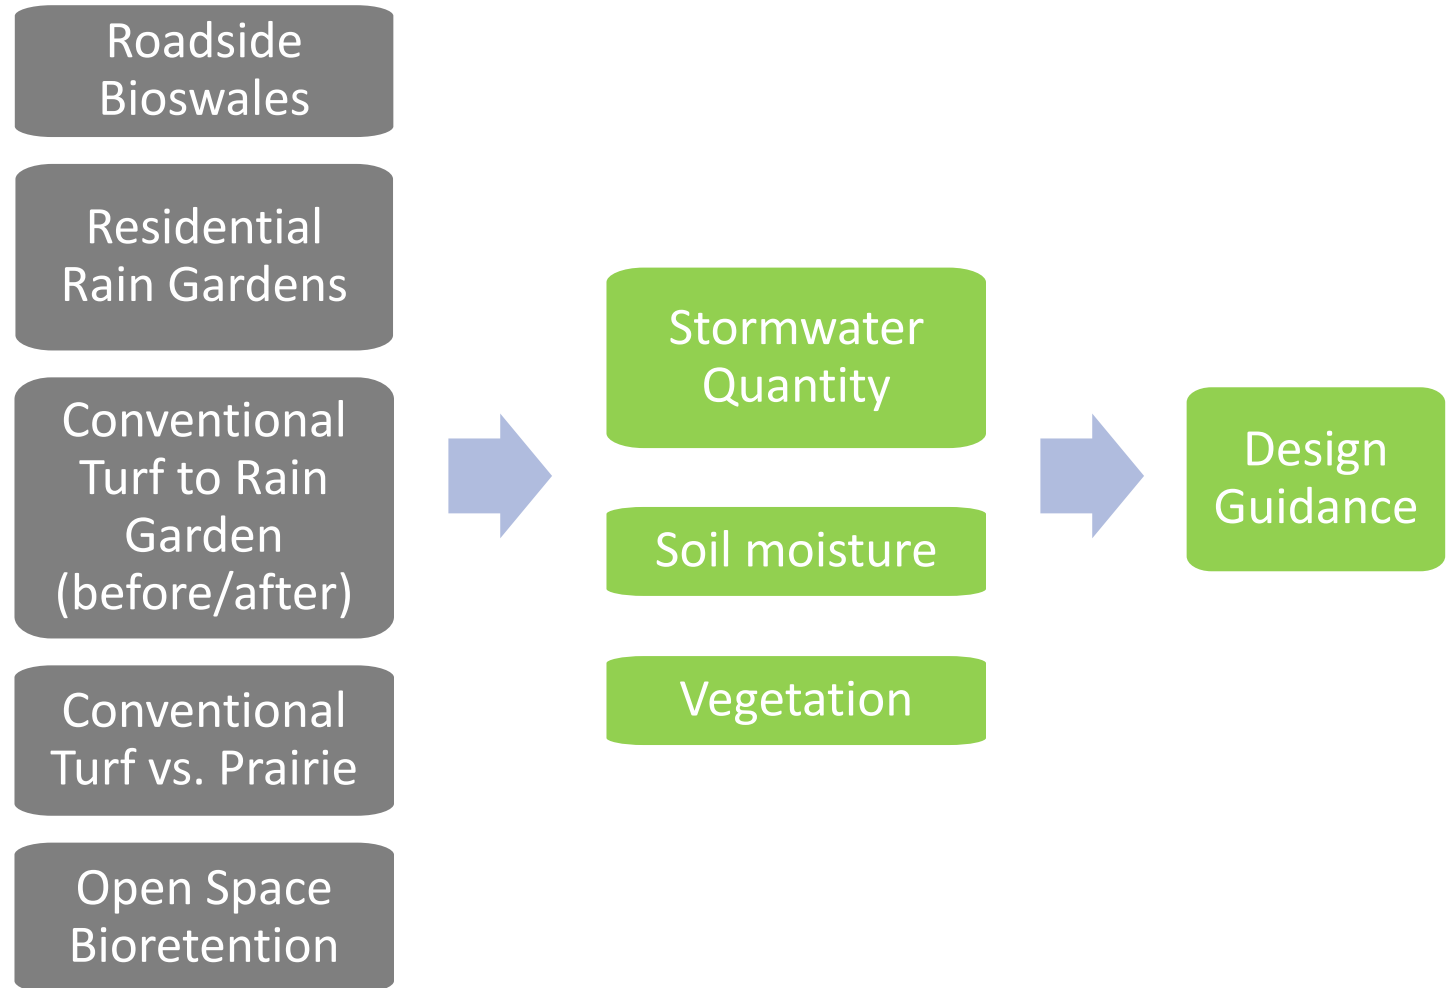 Roadside
Bioswales
Residential
Rain Gardens
Conventional
Turf to Rain
Garden
(before/after)
Conventional
Turf vs. Prairie
Open Space
Bioretention
Stormwater
Quantity
Soil moisture
Vegetation
Design
Guidance